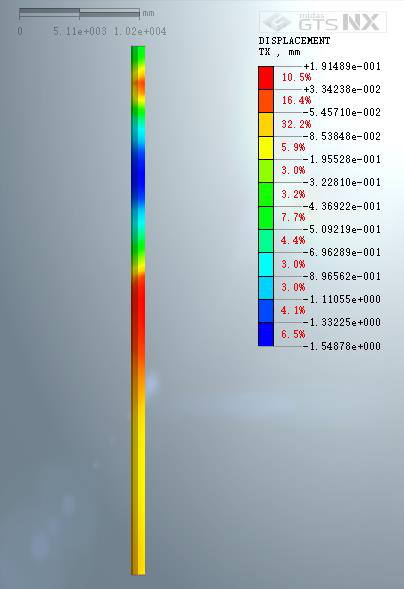 mm
0 5.11e+003 1.02e+004
midas
GTS NX
DISPLACEMENT
TX , mm
+1.91489e-001
10.5%
+3.34238e-002
16.4%
-5.45710e-002
32.2%
-8.53848e-002
5.9%
-1.95528e-001
3.0%
-3.22810e-001
3.2%
-4.36922e-001
7.7%
-5.09219e-001
4.4%
-6.96289e-001
3.0%
-8.96562e-001
3.0%
-1.11055e+000
4.1%
-1.33225e+000
6.5%
-1.54878e+000